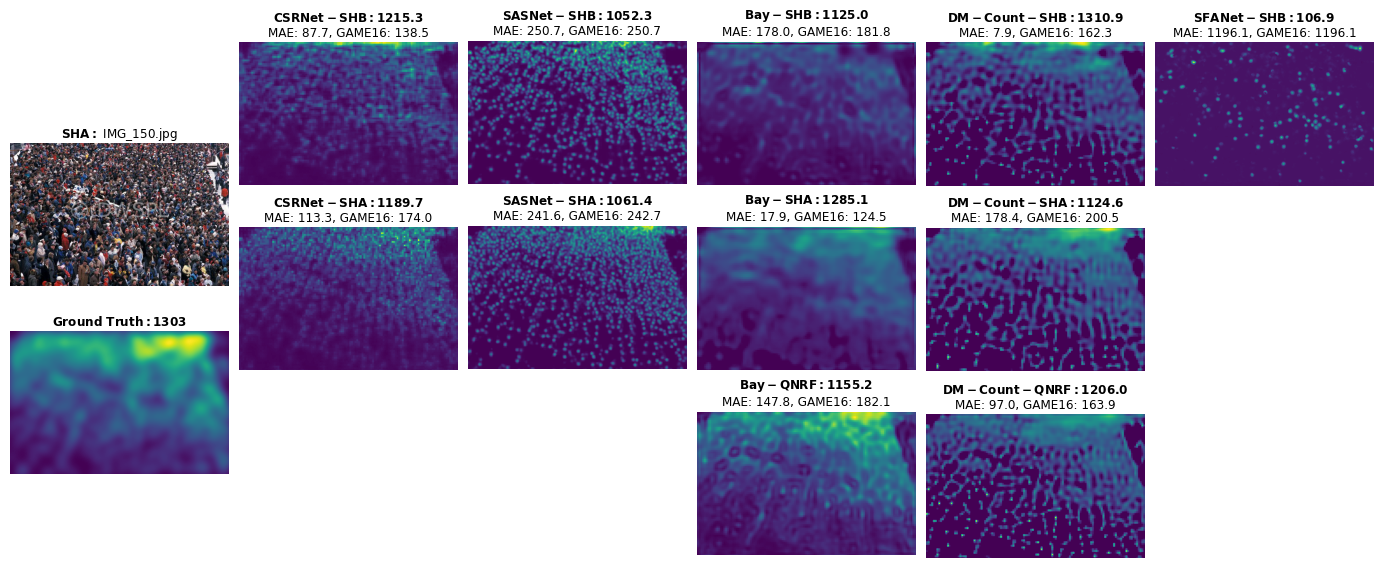 CSRNet−SHB: 1215.3
MAE: 87.7, GAME16: 138.5
SASNet−SHB: 1052.3
MAE: 250.7, GAME16: 250.7
Bay−SHB: 1125.0
MAE: 178.0, GAME16: 181.8
DM−Count−SHB: 1310.9
MAE: 7.9, GAME16: 162.3
SFANet−SHB: 106.9
MAE: 1196.1, GAME16: 1196.1
SHA: IMG_150.jpg
CSRNet−SHA: 1189.7
MAE: 113.3, GAME16: 174.0
SASNet−SHA: 1061.4
MAE: 241.6, GAME16: 242.7
Bay−SHA: 1285.1
MAE: 17.9, GAME16: 124.5
DM−Count−SHA: 1124.6
MAE: 178.4, GAME16: 200.5
Ground Truth: 1303
Bay−QNRF: 1155.2
MAE: 147.8, GAME16: 182.1
DM−Count−QNRF: 1206.0
MAE: 97.0, GAME16: 163.9